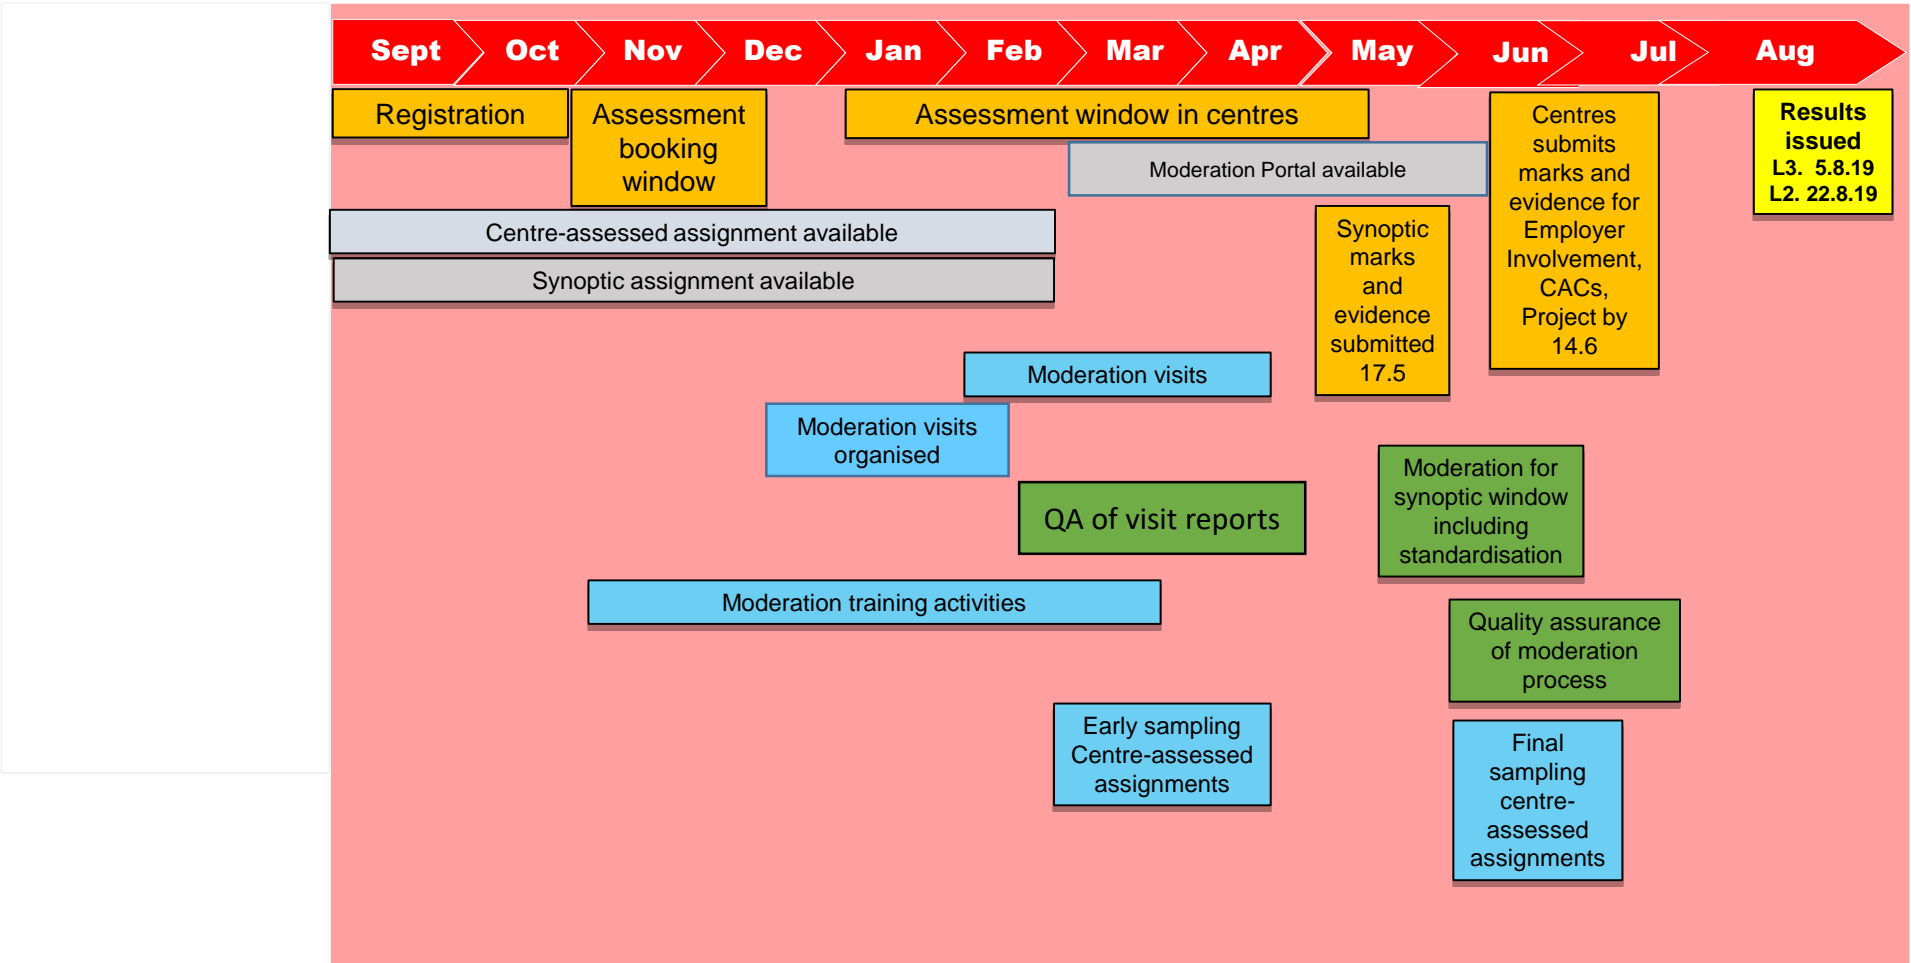 Sept Oct Nov Dec Jan Feb Mar Apr May Jun Jul Aug
Registration
Assessment
booking
window
Assessment window in centres
Moderation Portal available
Centres
submits
marks and
evidence for
Employer
Involvement,
CACs,
Project by
14.6
Results
issued
L3. 5.8.19
L2. 22.8.19
Centre-assessed assignment available
Synoptic assignment available
Synoptic
marks
and
evidence
submitted
17.5
Moderation visits
Moderation visits
organised
Moderation for
synoptic window
including
standardisation
QA of visit reports
Moderation training activities
Quality assurance
of moderation
process
Early sampling
Centre-assessed
assignments
Final
sampling
centre-
assessed
assignments